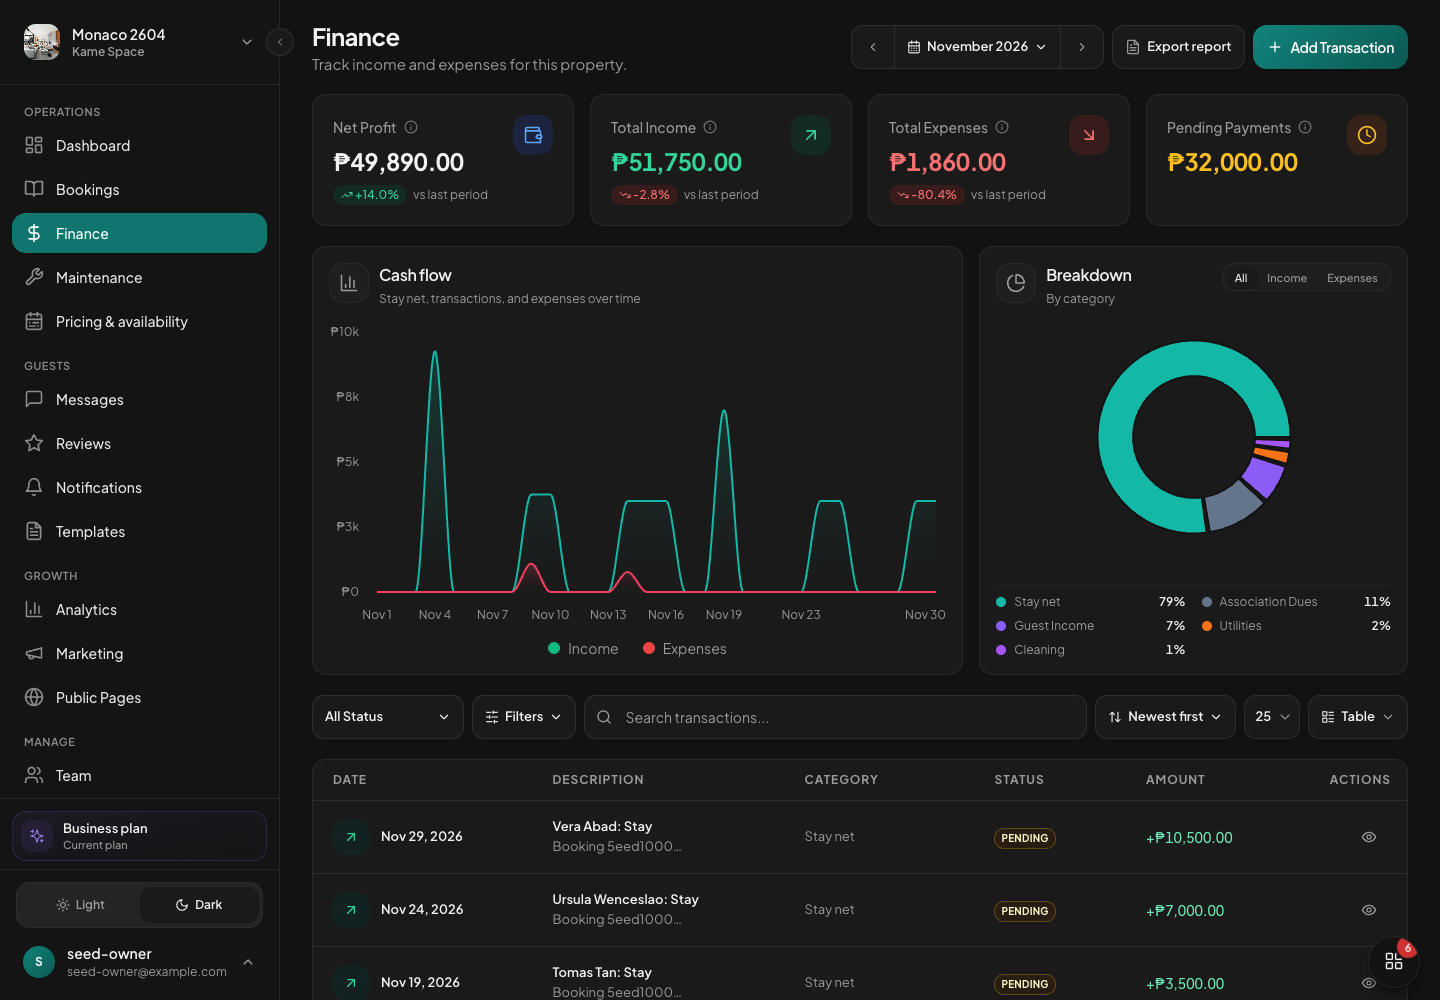 Monaco 2604
Kame Space
OPERATIONS
Dashboard
Bookings
Finance
Maintenance
Pricing & availability
GUESTS
Messages
Reviews
Notifications
Templates
GROWTH
Analytics
Marketing
Public Pages
MANAGE
Team
Business plan
Current plan
Light
Dark
S
seed-owner
seed-owner@example.com
Finance
Track income and expenses for this property.
November 2026
Export report
Add Transaction
Net Profit
₱49,890.00
+14.0% vs last period
Total Income
₱51,750.00
-2.8% vs last period
Total Expenses
₱1,860.00
-80.4% vs last period
Pending Payments
₱32,000.00
Cash flow
Stay net, transactions, and expenses over time
₱10k
₱8k
₱5k
₱3k
₱0
Nov 1 Nov 4 Nov 7 Nov 10 Nov 13 Nov 16 Nov 19 Nov 23 Nov 30
Income Expenses
Breakdown
By category
All Income Expenses
Stay net 79% Association Dues 11%
Guest Income 7% Utilities 2%
Cleaning 1%
All Status
Filters
Search transactions...
Newest first
25
Table
DATE DESCRIPTION CATEGORY STATUS AMOUNT ACTIONS
Nov 29, 2026 Vera Abad: Stay Stay net PENDING +₱10,500.00
Booking 5eed1000...
Nov 24, 2026 Ursula Wenceslao: Stay Stay net PENDING +₱7,000.00
Booking 5eed1000...
Nov 19, 2026 Tomas Tan: Stay Stay net PENDING +₱3,500.00
Booking 5eed1000...
6